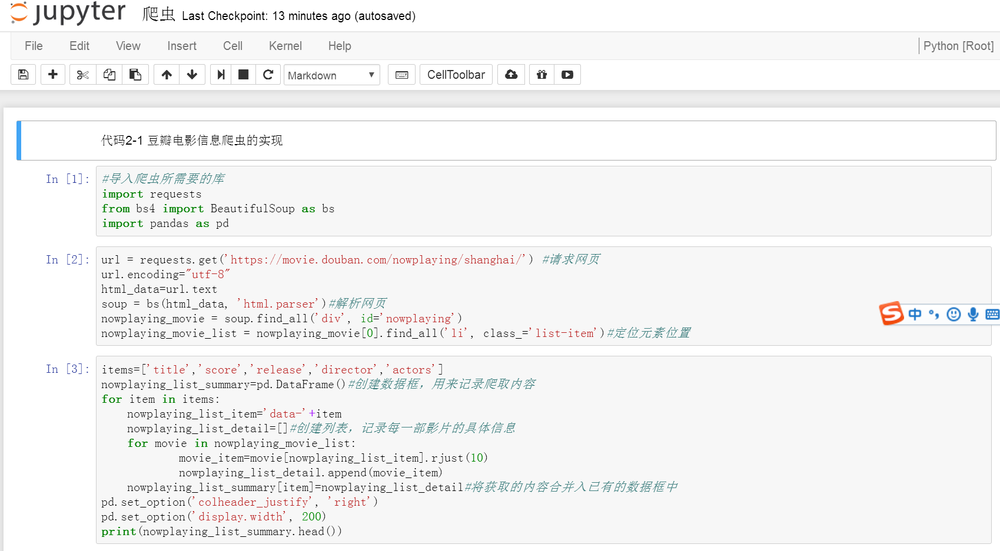 jupyter 爬虫 Last Checkpoint: 13 minutes ago (autosaved)
File Edit View Insert Cell Kernel Help Python [Root]
Markdown CellToolbar
代码2-1 豆瓣电影信息爬虫的实现
In [1]: #导入爬虫所需要的库
import requests
from bs4 import BeautifulSoup as bs
import pandas as pd
In [2]: url = requests.get('https://movie.douban.com/nowplaying/shanghai/') #请求网页
url.encoding="utf-8"
html_data=url.text
soup = bs(html_data, 'html.parser')#解析网页
nowplaying_movie = soup.find_all('div', id='nowplaying')
nowplaying_movie_list = nowplaying_movie[0].find_all('li', class_='list-item')#定位元素位置
S 中
In [3]: items=['title','score','release','director','actors']
nowplaying_list_summary=pd.DataFrame()#创建数据框，用来记录爬取内容
for item in items:
    nowplaying_list_item='data-'+item
    nowplaying_list_detail=[]#创建列表，记录每一部影片的具体信息
    for movie in nowplaying_movie_list:
            movie_item=movie[nowplaying_list_item].rjust(10)
            nowplaying_list_detail.append(movie_item)
    nowplaying_list_summary[item]=nowplaying_list_detail#将获取的内容合并入已有的数据框中
pd.set_option('colheader_justify', 'right')
pd.set_option('display.width', 200)
print(nowplaying_list_summary.head())